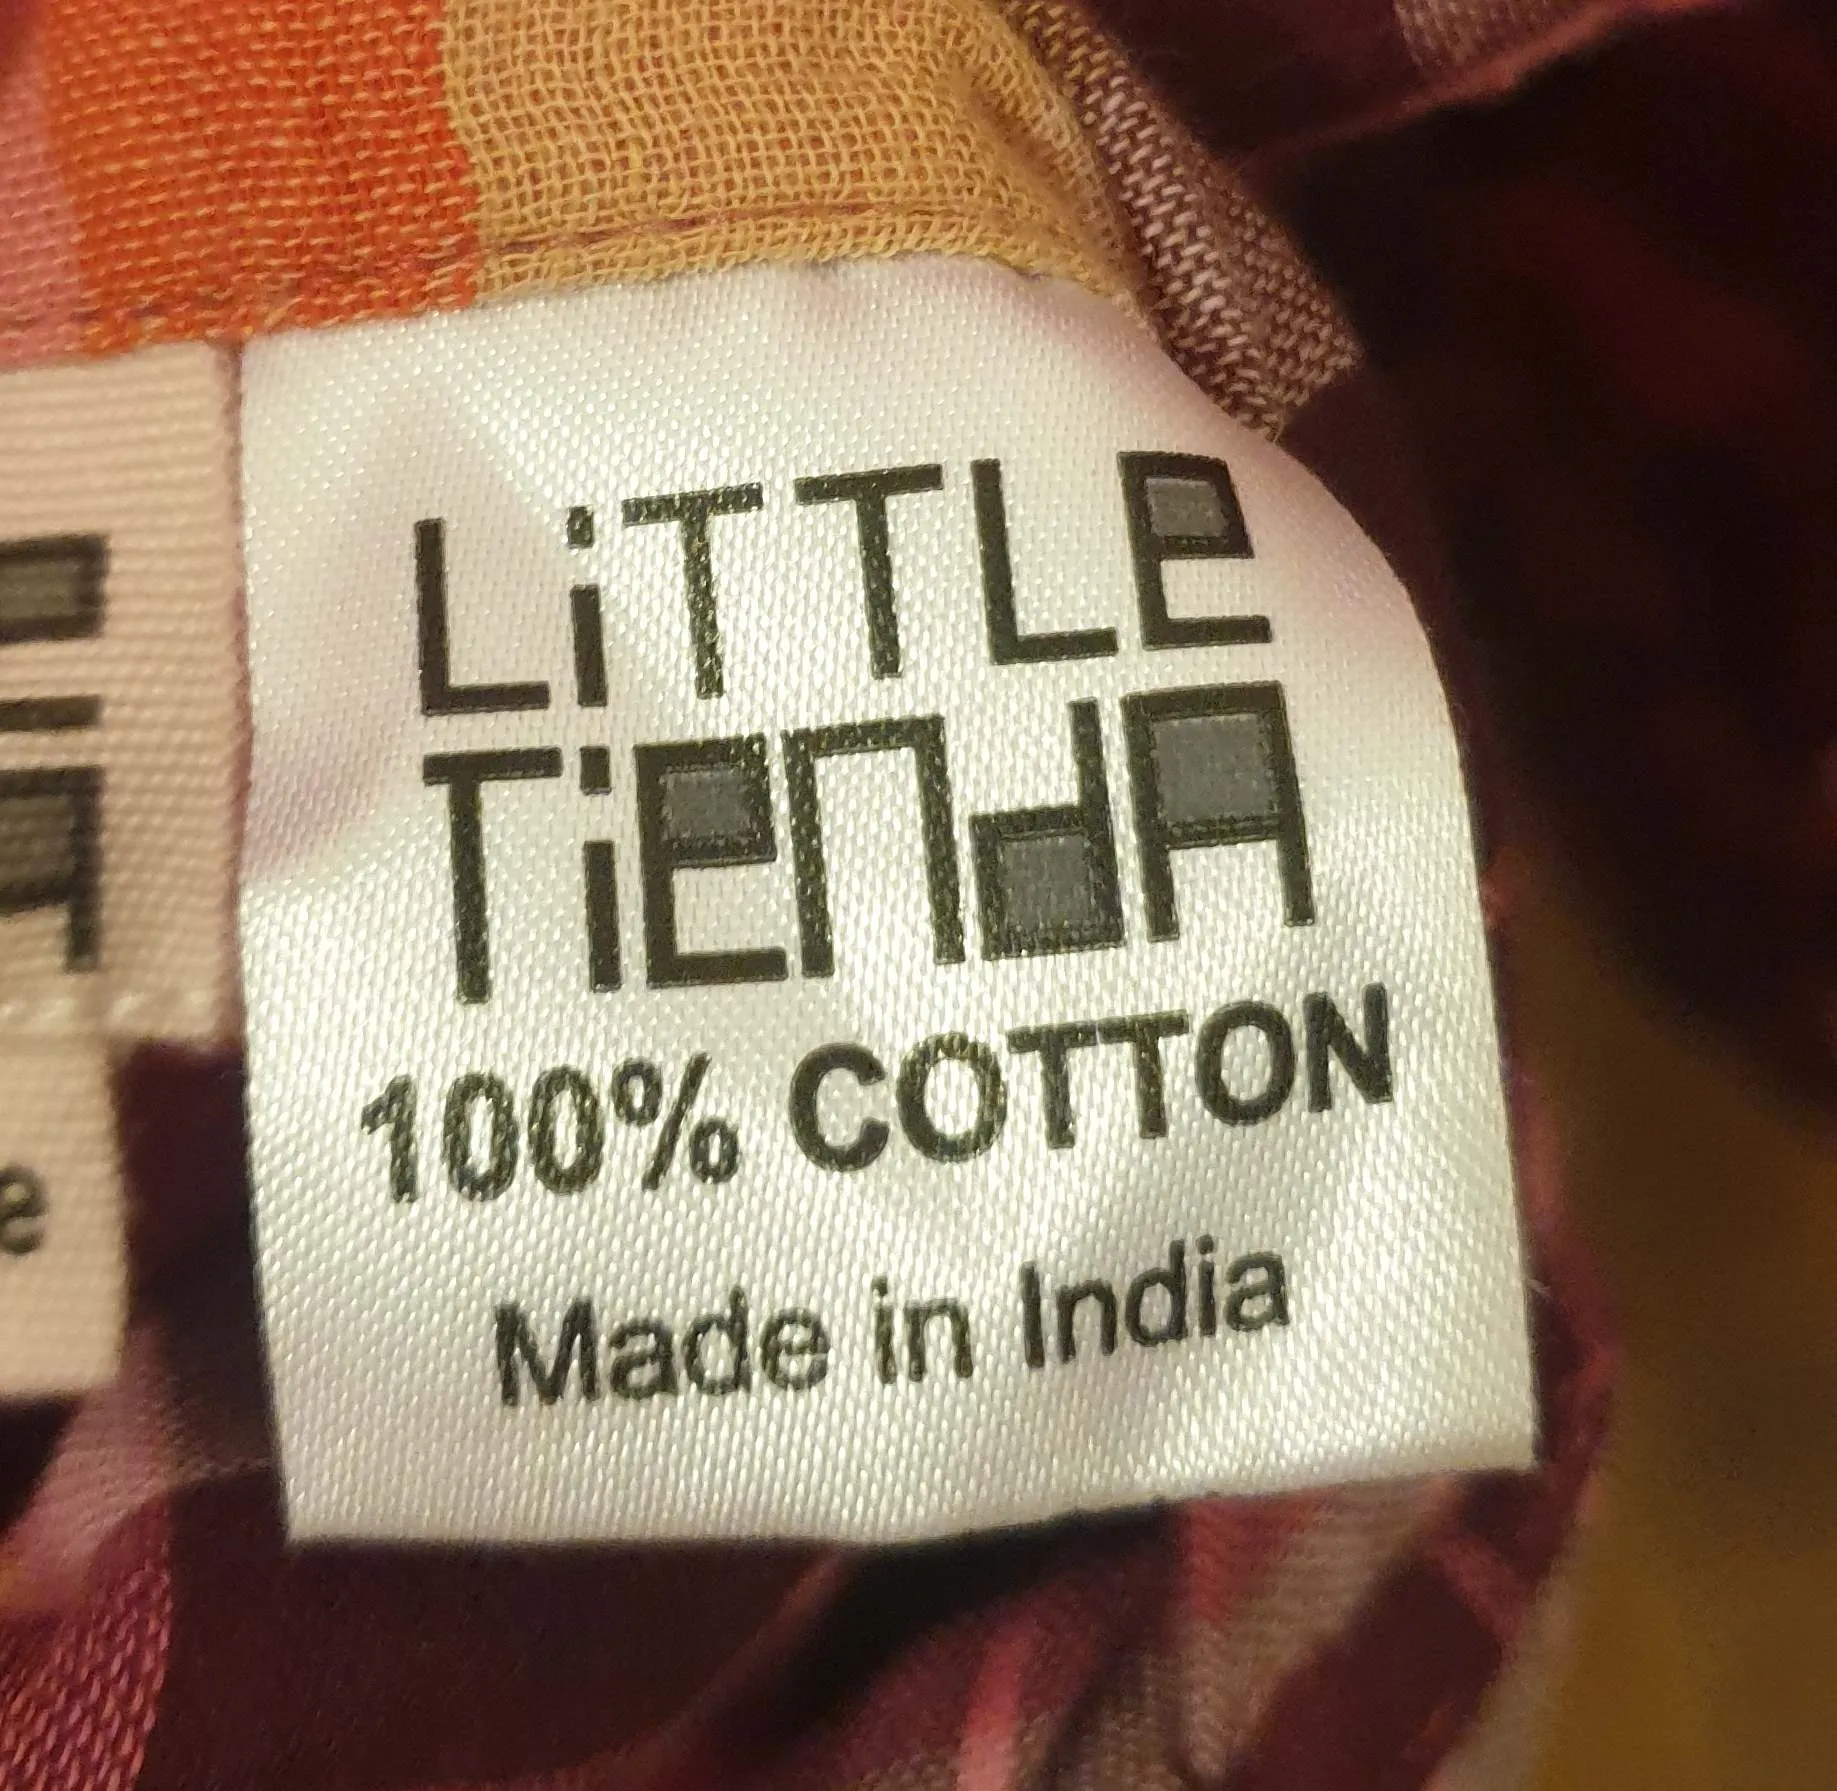 LiTTLe
TiendA
100% COTTON
Made in India